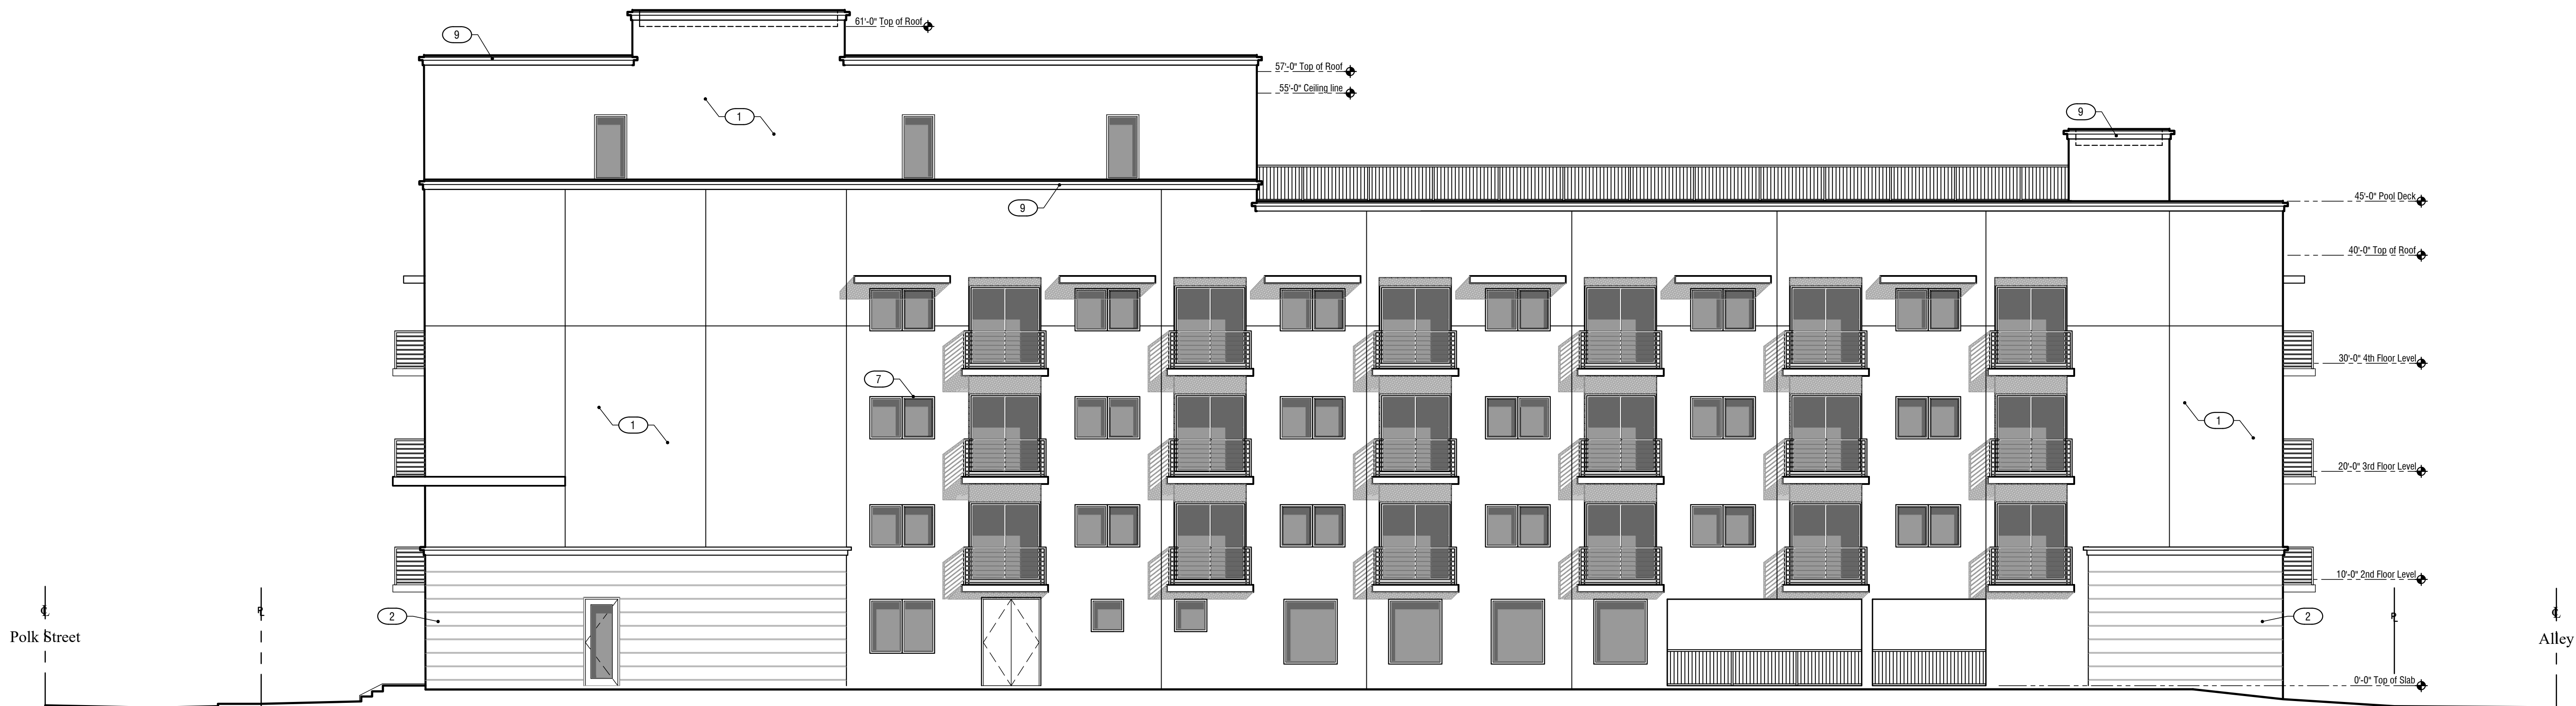 61'-0" Top of Roof
9
57'-0" Top of Roof
55'-0" Ceiling line
1
9
9
45'-0" Pool Deck
40'-0" Top of Roof
30'-0" 4th Floor Level
7
1
1
20'-0" 3rd Floor Level
10'-0" 2nd Floor Level
℄
℄
2
2
Polk Street
Alley
0'-0" Top of Slab